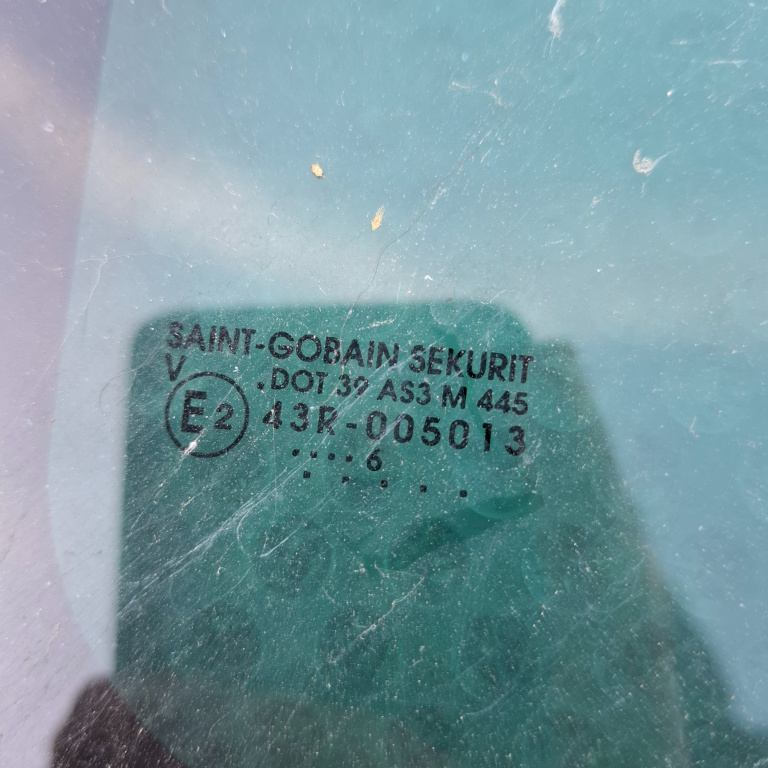 SAINT-GOBAIN SEKURIT
V .DOT 39 AS3 M 445
E2 43R-005013
....6
. . . . .